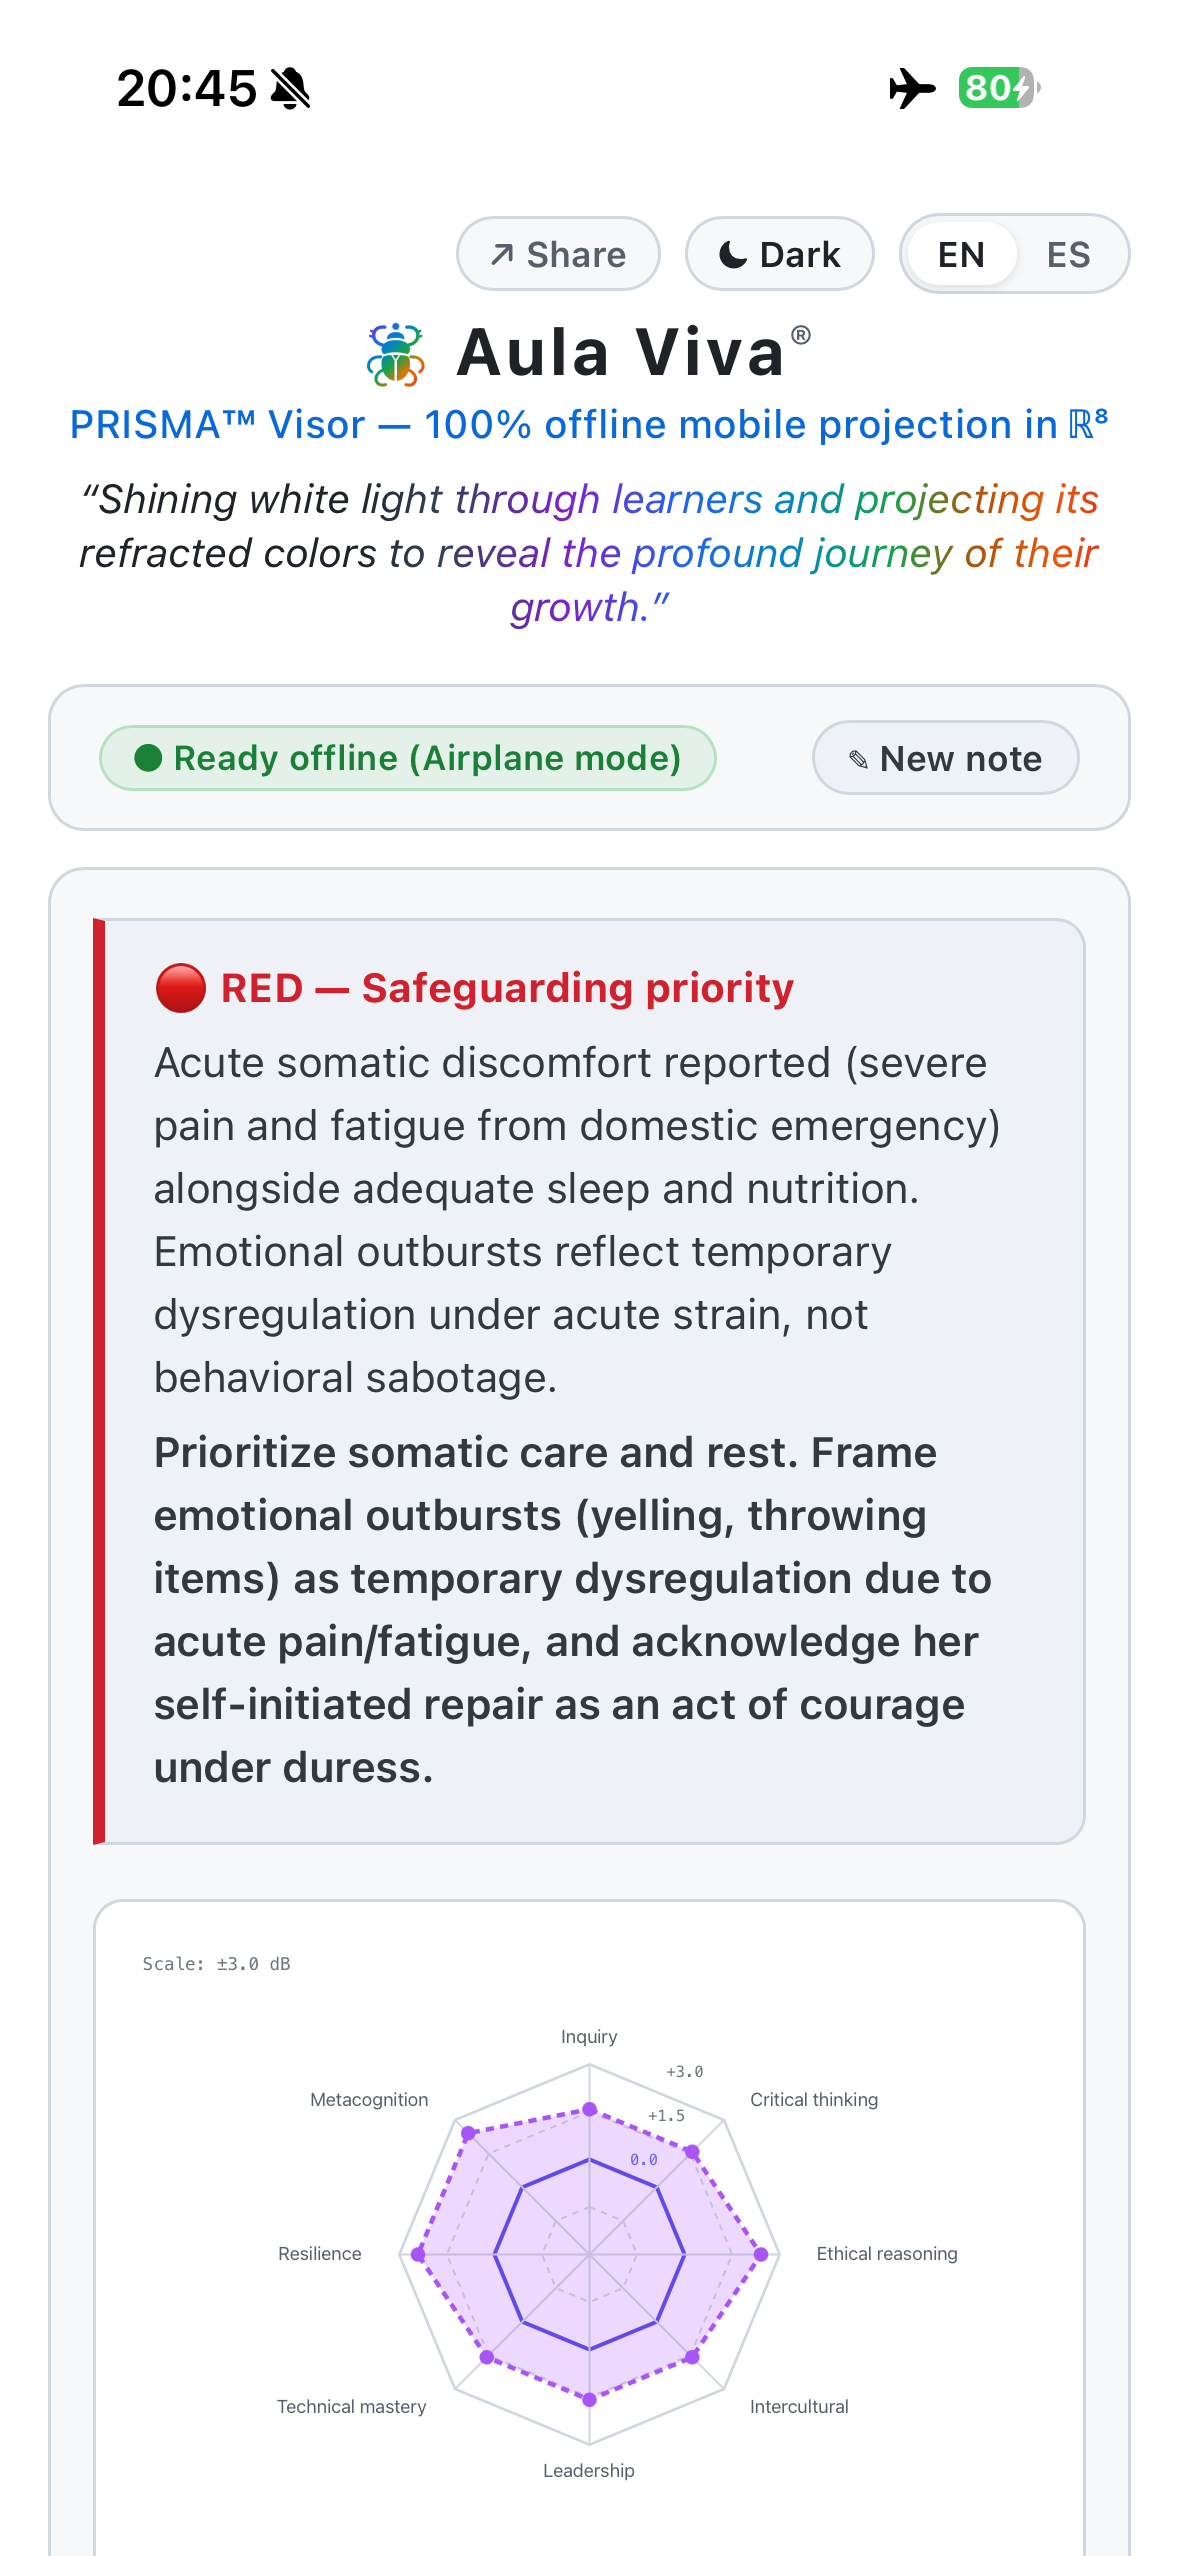 20:45
80
Share
Dark
EN
ES
Aula Viva®
PRISMA™ Visor — 100% offline mobile projection in ℝ⁸
“Shining white light through learners and projecting its
refracted colors to reveal the profound journey of their
growth.”
Ready offline (Airplane mode)
✎ New note
RED — Safeguarding priority
Acute somatic discomfort reported (severe
pain and fatigue from domestic emergency)
alongside adequate sleep and nutrition.
Emotional outbursts reflect temporary
dysregulation under acute strain, not
behavioral sabotage.
Prioritize somatic care and rest. Frame
emotional outbursts (yelling, throwing
items) as temporary dysregulation due to
acute pain/fatigue, and acknowledge her
self-initiated repair as an act of courage
under duress.
Scale: ±3.0 dB
Inquiry
+3.0
Metacognition
Critical thinking
+1.5
0.0
Resilience
Ethical reasoning
Technical mastery
Intercultural
Leadership